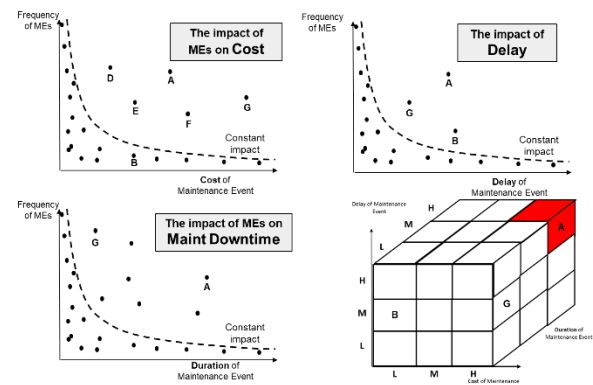 Frequency
of MEs
The impact of
MEs on Cost
D
A
E
F
G
B
Constant
impact
Cost of
Maintenance Event
Frequency
of MEs
The impact of
Delay
A
G
B
Constant
impact
Delay of
Maintenance Event
Frequency
of MEs
The impact of MEs on
Maint Downtime
G
A
Constant
impact
Duration of
Maintenance Event
Delay of Maintenance
Event
H
M
L
A
H
M
B
G
L
L
M
H
Duration of
Maintenance Event
Cast of Maintenance